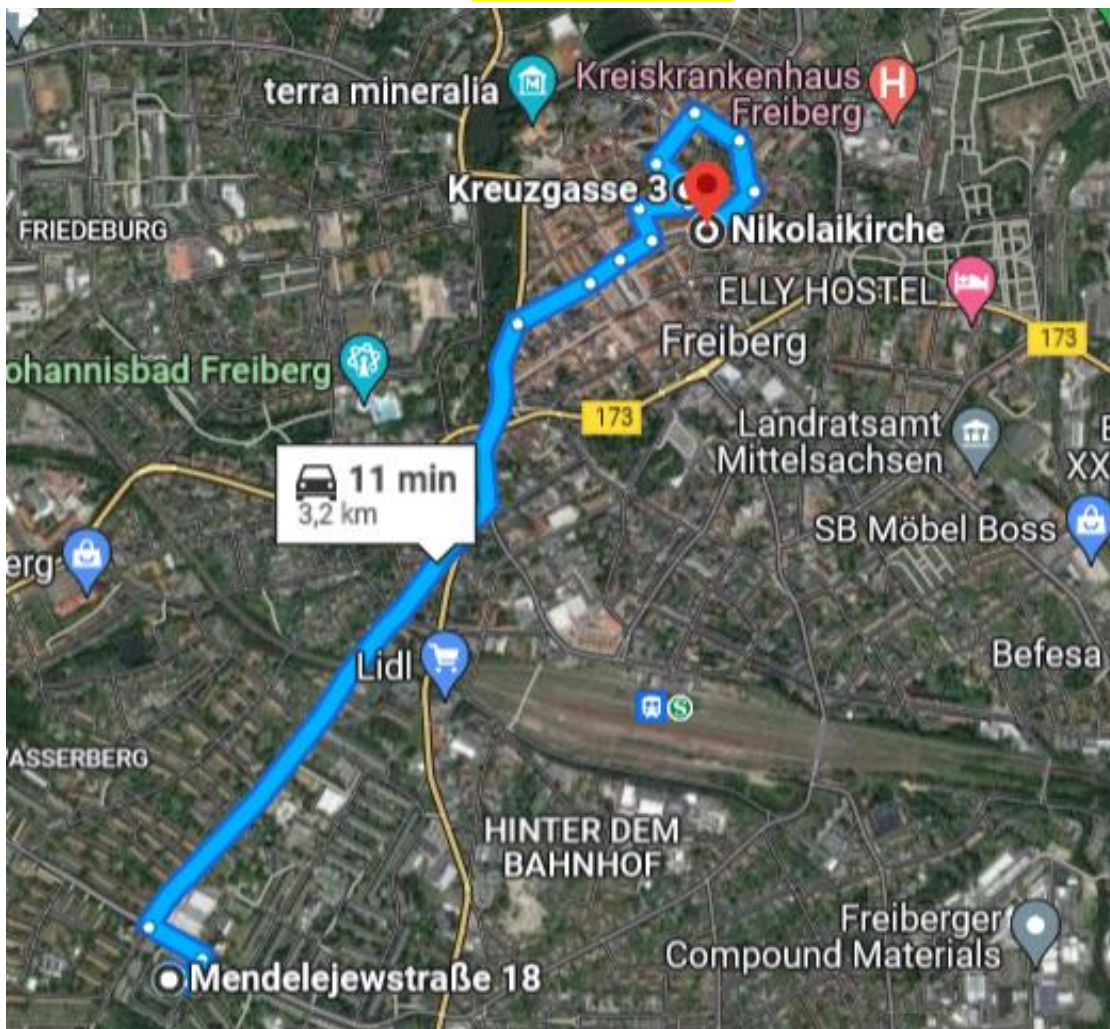 terra mineralia
Kreiskrankenhaus
Freiberg
Kreuzgasse 3
Nikolaikirche
FRIEDEBURG
ELLY HOSTEL
173
Freiberg
ohannisbad Freiberg
173
Landratsamt
Mittelsachsen
E
XX
11 min
3,2 km
SB Möbel Boss
erg
Befesa
Lidl
S
ASSERBERG
HINTER DEM
BAHNHOF
Freiberger
Compound Materials
Mendelejewstraße 18